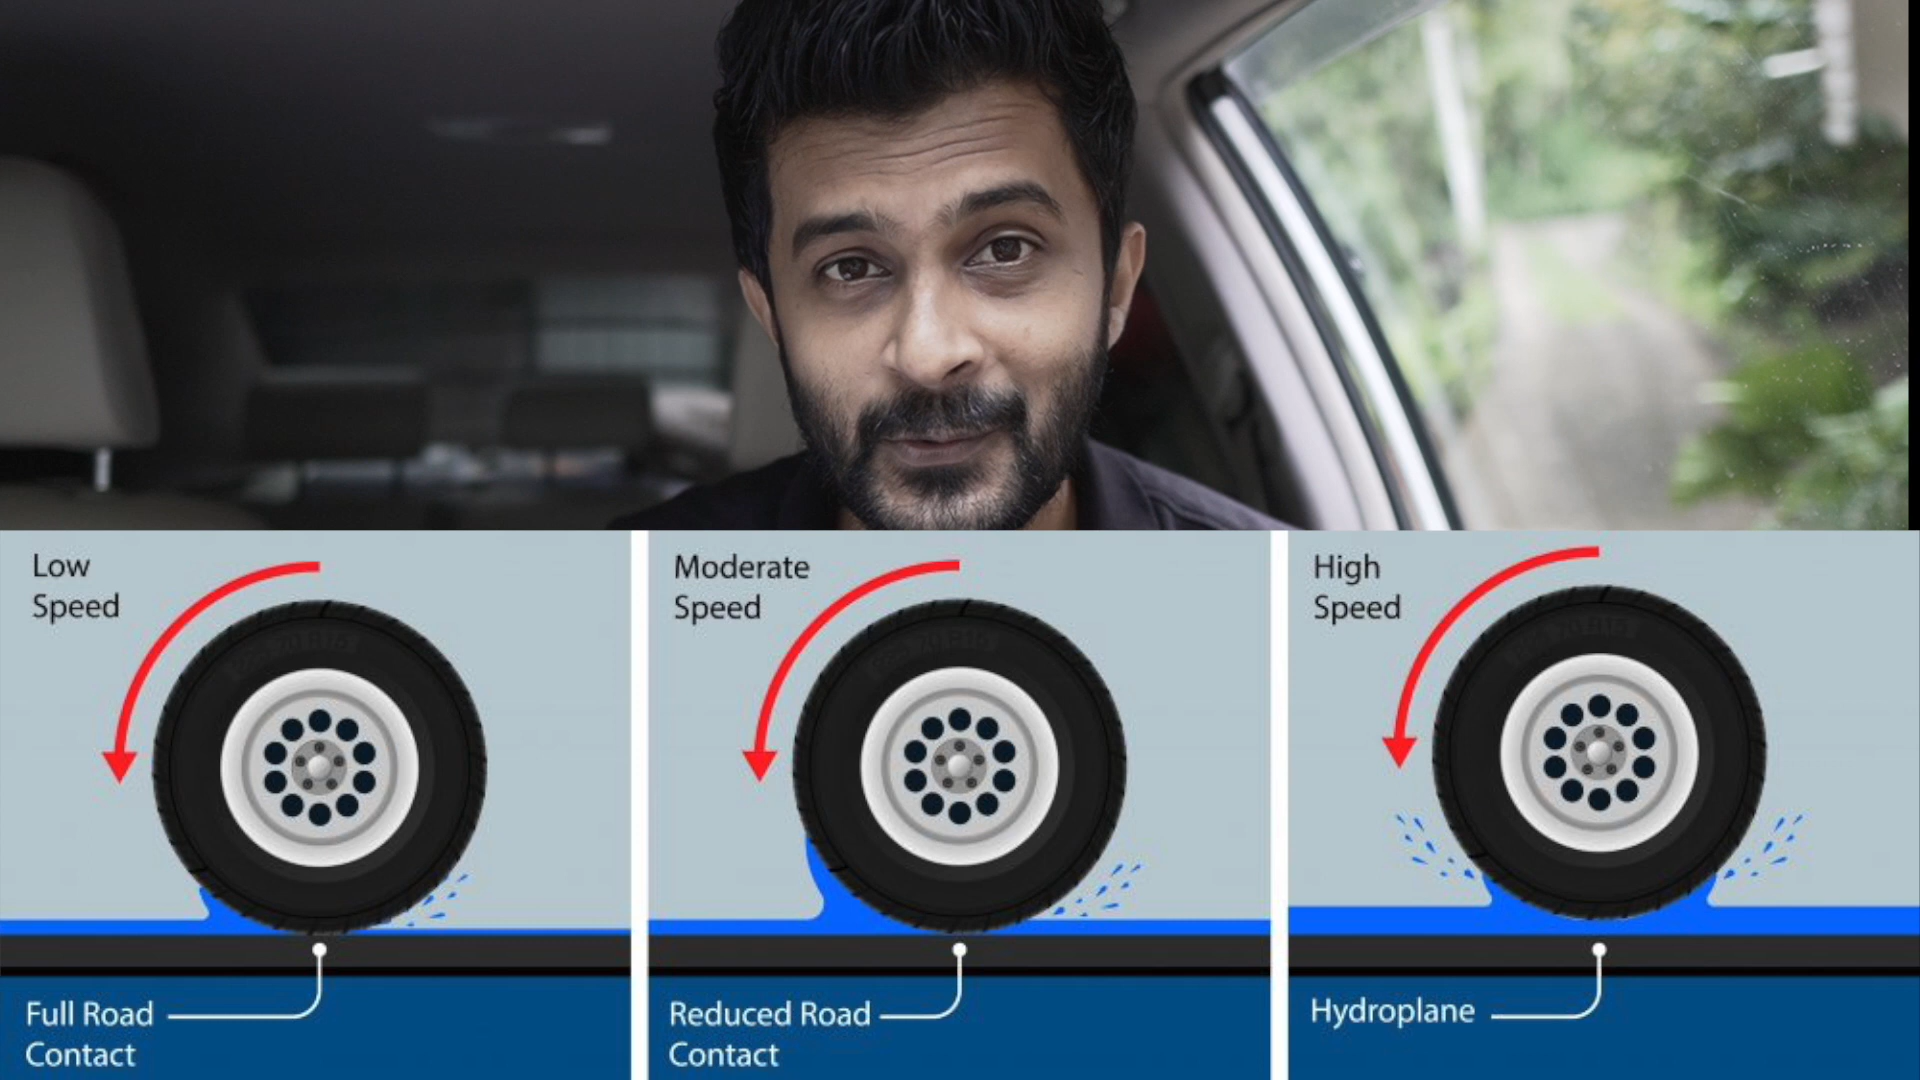 Low
Speed
Full Road
Contact
Moderate
Speed
Reduced Road
Contact
High
Speed
Hydroplane